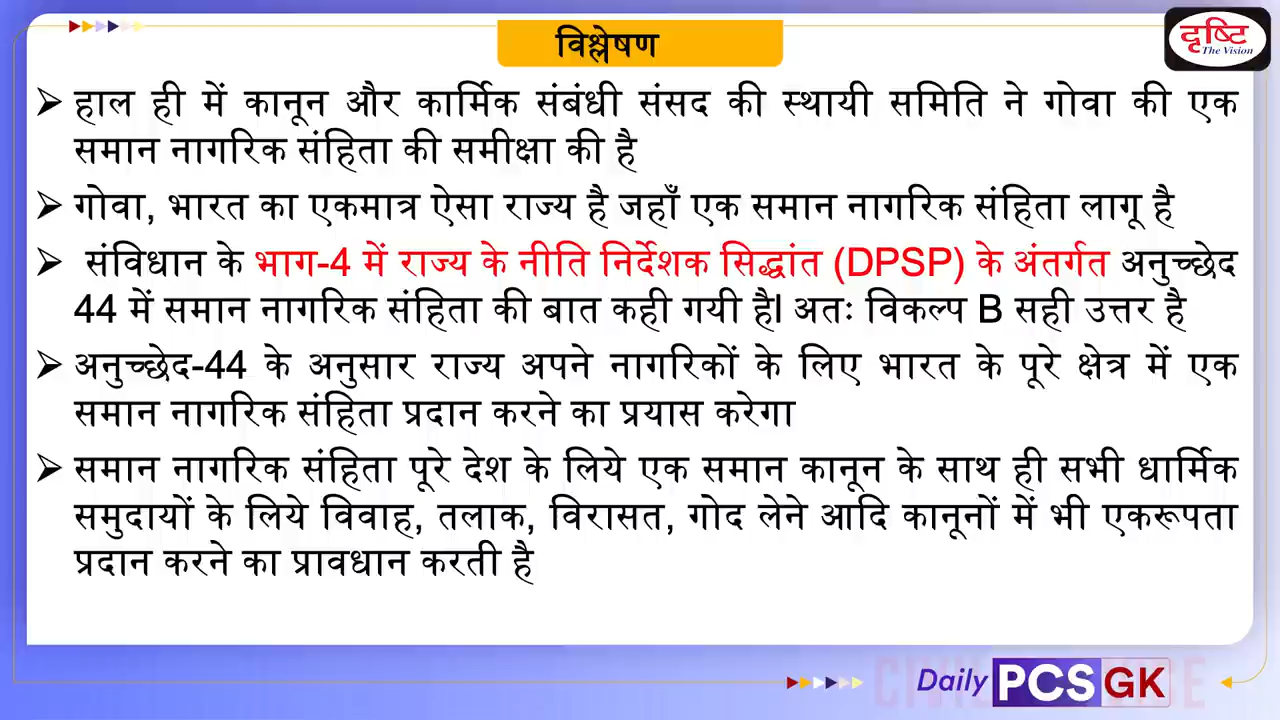 विश्लेषण
दृष्टि
The Vision
➢ हाल ही में कानून और कार्मिक संबंधी संसद की स्थायी समिति ने गोवा की एक
समान नागरिक संहिता की समीक्षा की है
➢ गोवा, भारत का एकमात्र ऐसा राज्य है जहाँ एक समान नागरिक संहिता लागू है
➢ संविधान के भाग-4 में राज्य के नीति निर्देशक सिद्धांत (DPSP) के अंतर्गत अनुच्छेद
44 में समान नागरिक संहिता की बात कही गयी है। अतः विकल्प B सही उत्तर है
➢ अनुच्छेद-44 के अनुसार राज्य अपने नागरिकों के लिए भारत के पूरे क्षेत्र में एक
समान नागरिक संहिता प्रदान करने का प्रयास करेगा
➢ समान नागरिक संहिता पूरे देश के लिये एक समान कानून के साथ ही सभी धार्मिक
समुदायों के लिये विवाह, तलाक, विरासत, गोद लेने आदि कानूनों में भी एकरूपता
प्रदान करने का प्रावधान करती है
Daily PCS GK